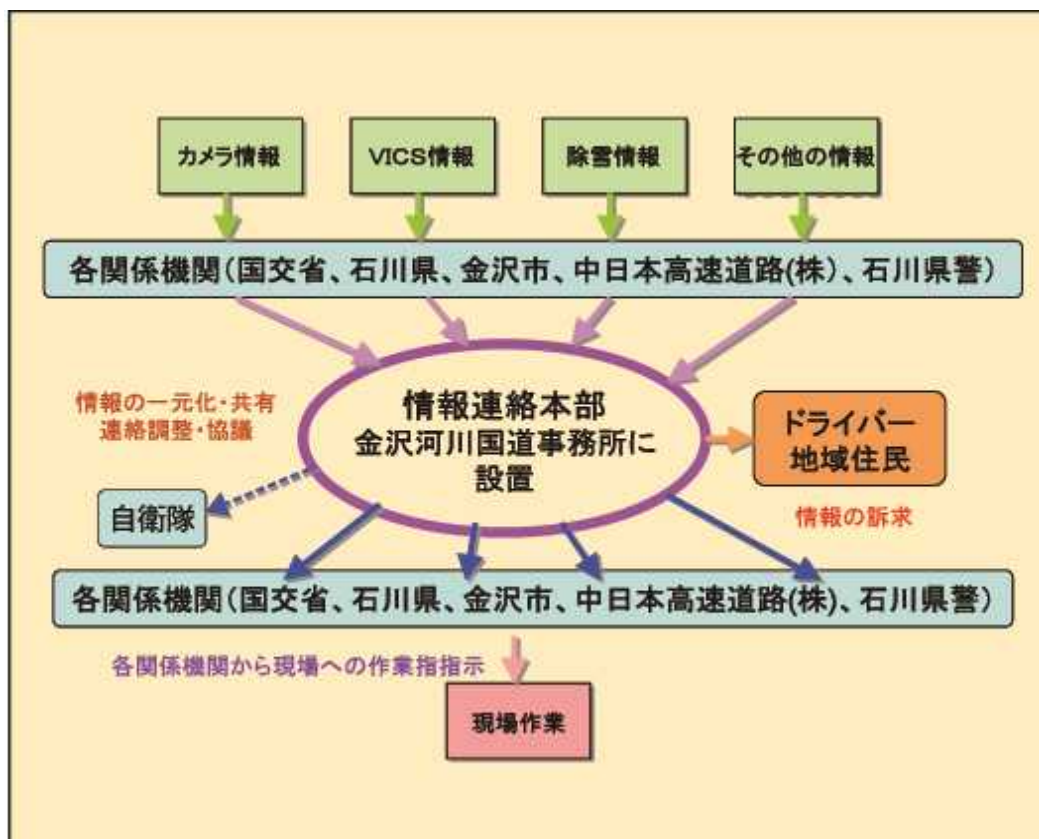 カメラ情報
VICS情報
除雪情報
その他の情報
各関係機関（国交省、石川県、金沢市、中日本高速道路(株)、石川県警）
情報連絡本部
金沢河川国道事務所に
設置
情報の一元化・共有
連絡調整・協議
ドライバー
地域住民
自衛隊
情報の訴求
各関係機関（国交省、石川県、金沢市、中日本高速道路(株)、石川県警）
各関係機関から現場への作業指指示
現場作業